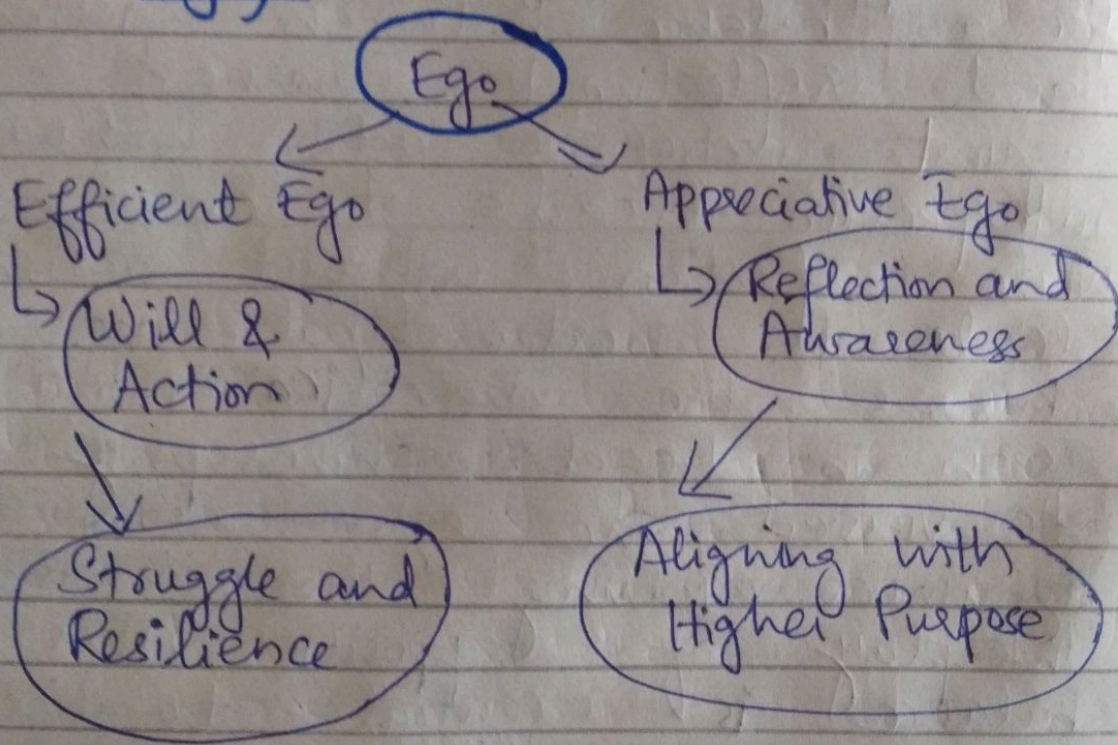 Ego
Efficient Ego
Appreciative Ego
Will &
Action
Reflection and
Awareness
Struggle and
Resilience
Aligning with
Higher Purpose